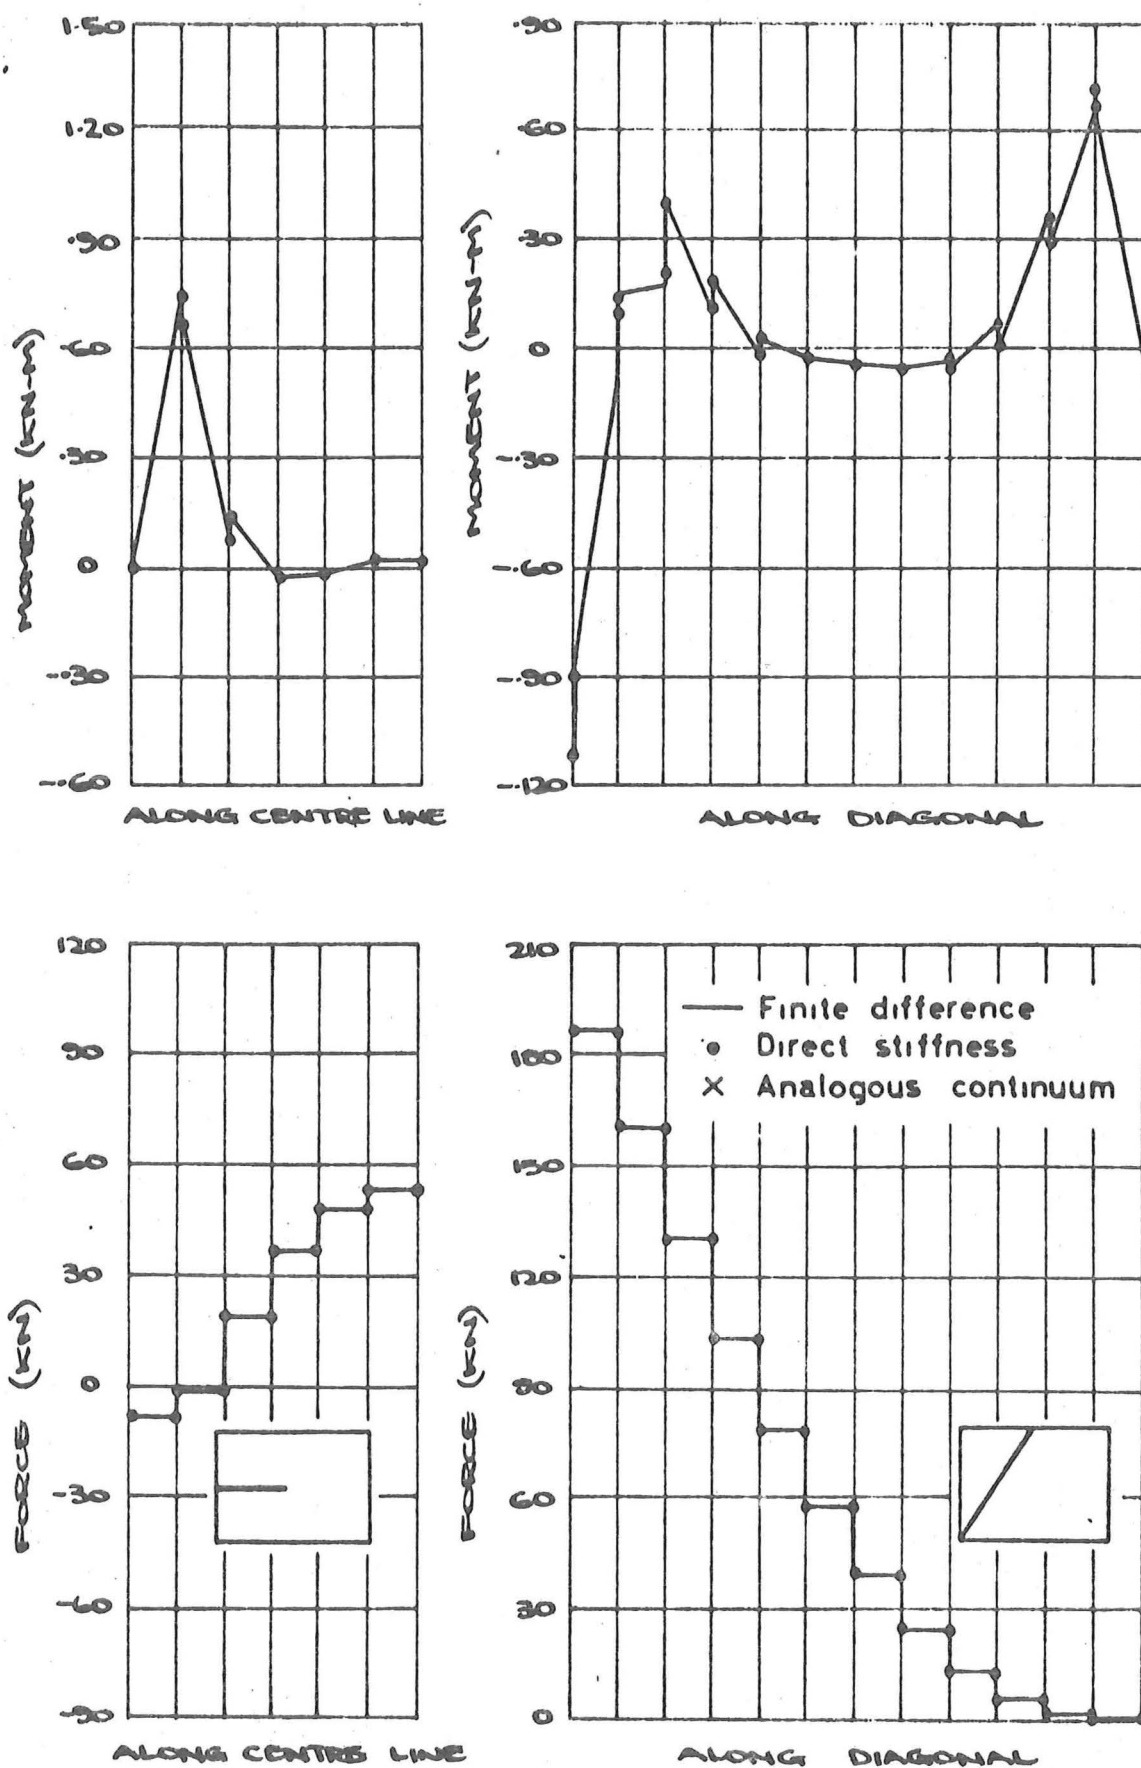 1.50
1.20
.90
.60
.30
0
-.30
-.60
MOMENT (KN-M)
ALONG CENTRE LINE
.90
.60
.30
0
-.30
-.60
-.90
-.120
MOMENT (KN-M)
ALONG DIAGONAL
120
90
60
30
0
-30
-60
-90
FORCE (KN)
ALONG CENTRE LINE
210
180
150
120
90
60
30
0
FORCE (KN)
Finite difference
Direct stiffness
Analogous continuum
ALONG DIAGONAL